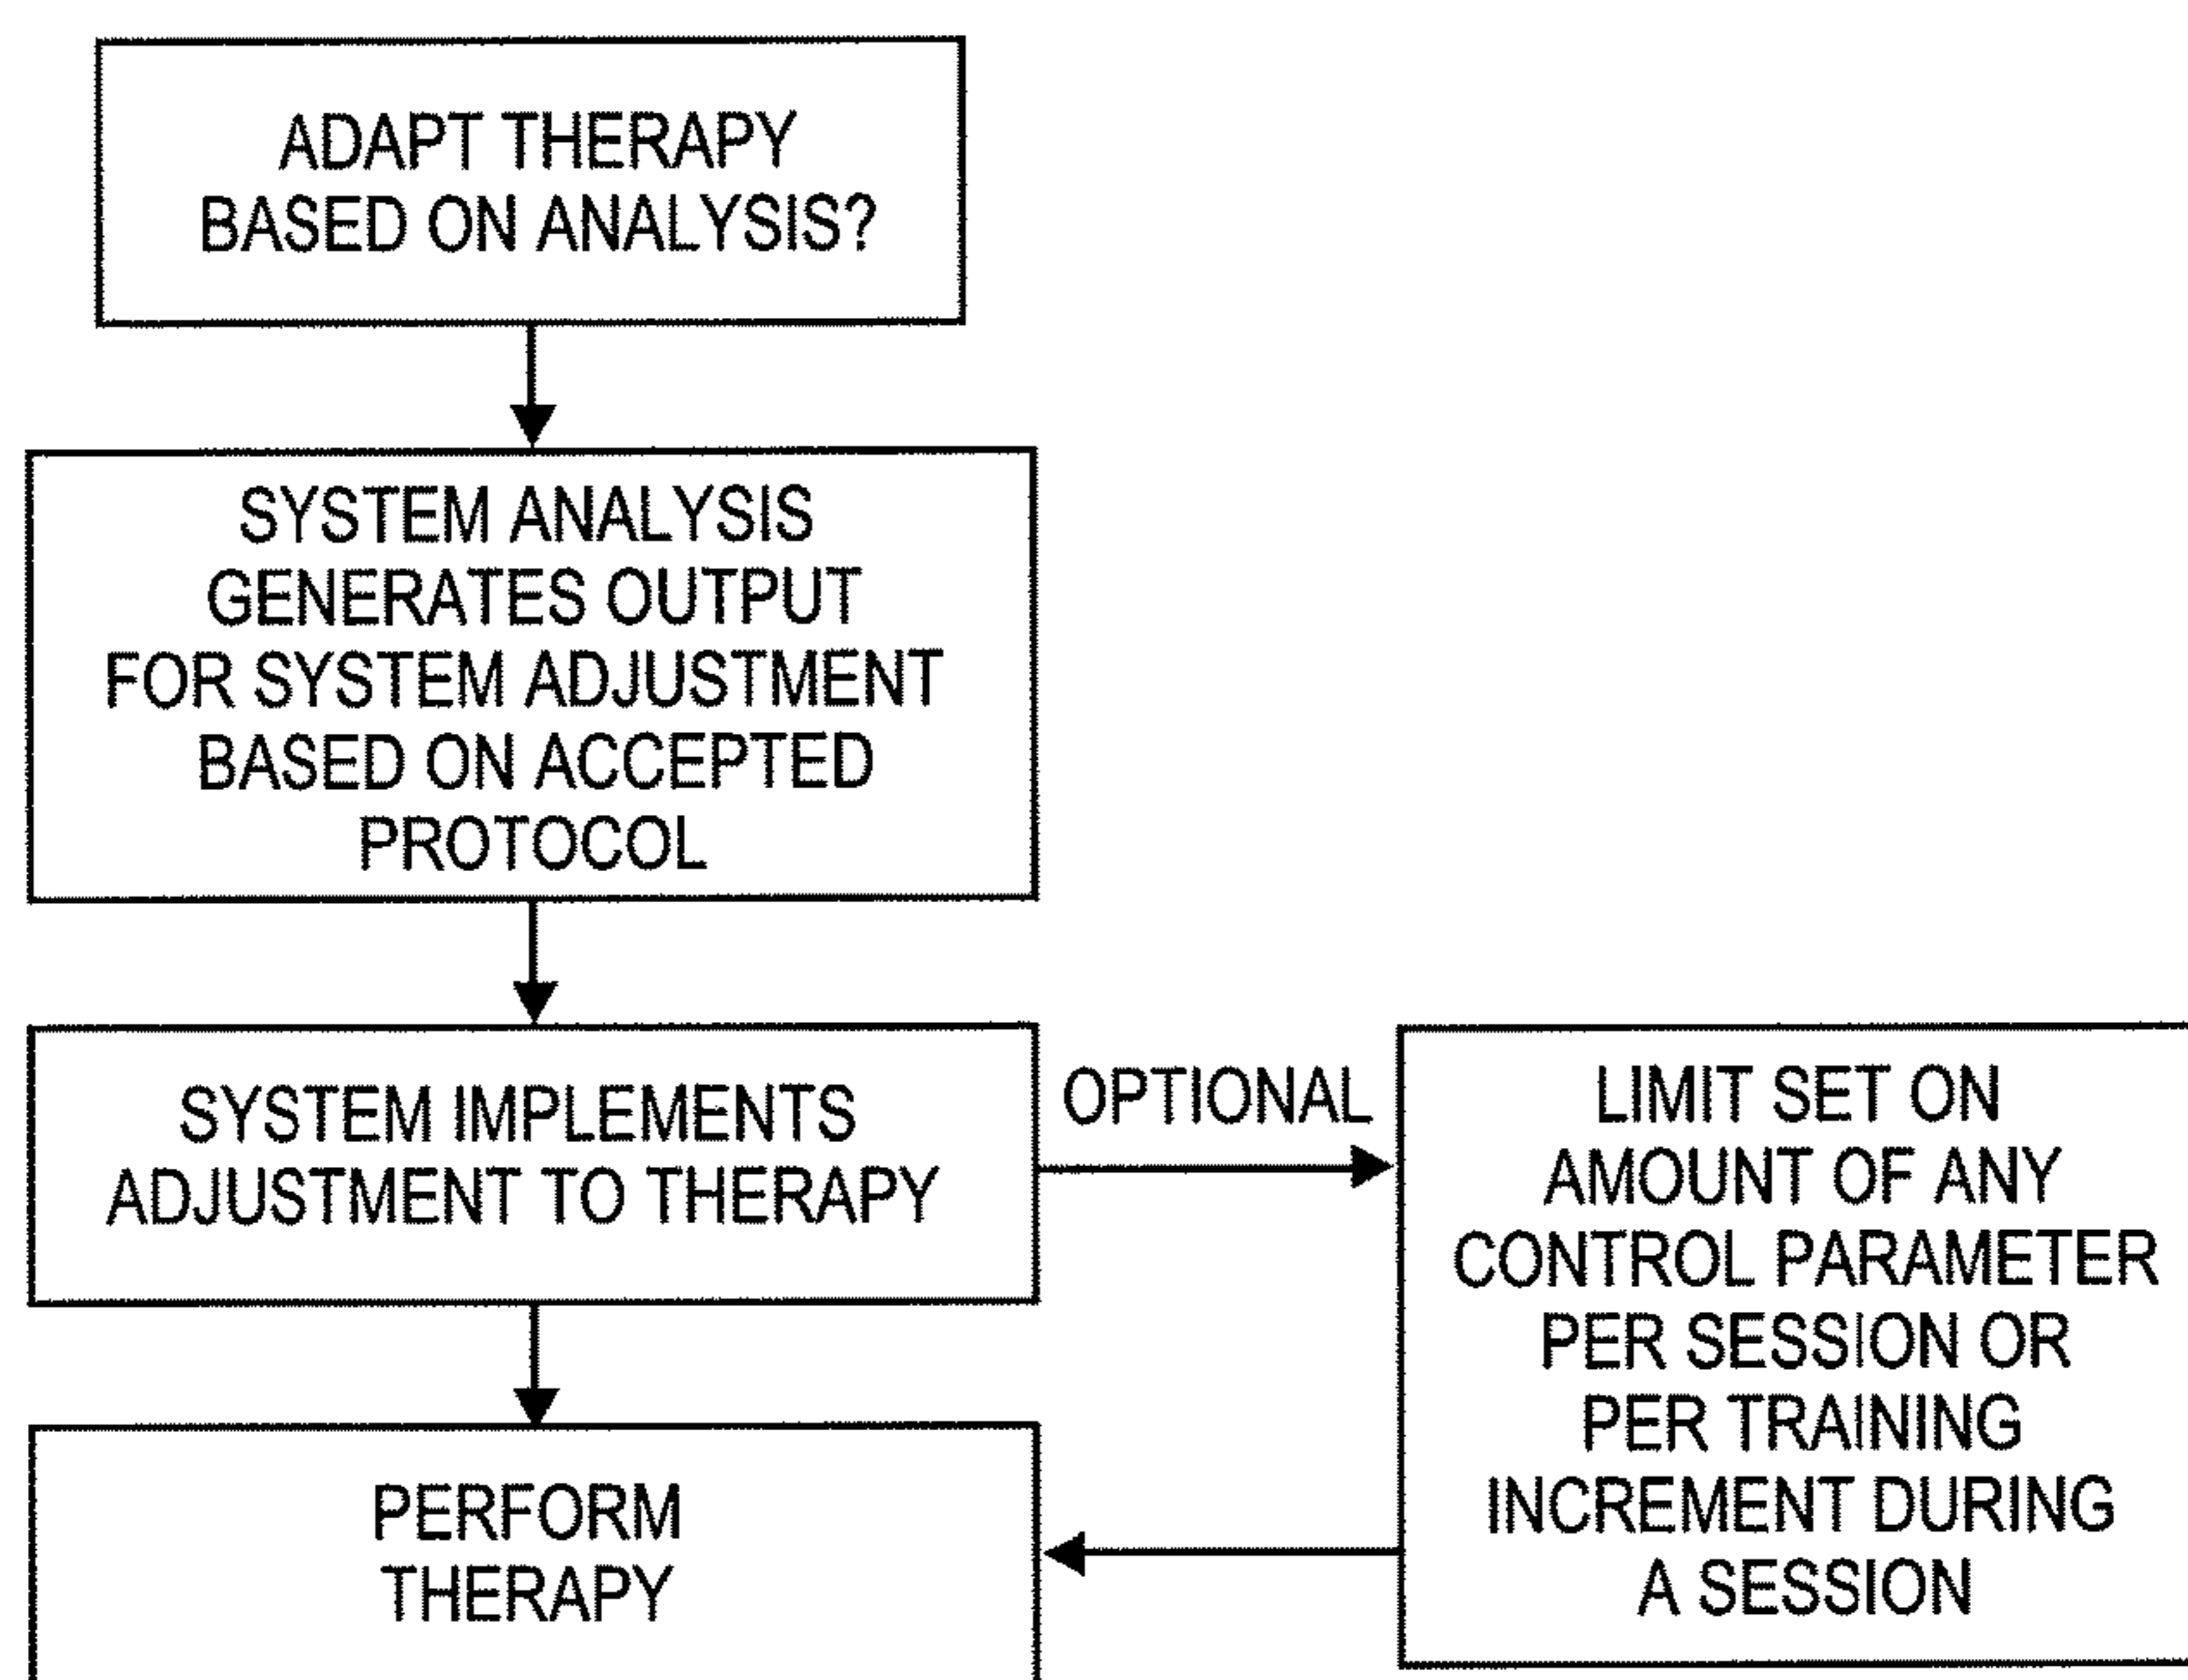 ADAPT THERAPY
BASED ON ANALYSIS?
SYSTEM ANALYSIS
GENERATES OUTPUT
FOR SYSTEM ADJUSTMENT
BASED ON ACCEPTED
PROTOCOL
SYSTEM IMPLEMENTS
ADJUSTMENT TO THERAPY
OPTIONAL
LIMIT SET ON
AMOUNT OF ANY
CONTROL PARAMETER
PER SESSION OR
PER TRAINING
INCREMENT DURING
A SESSION
PERFORM
THERAPY